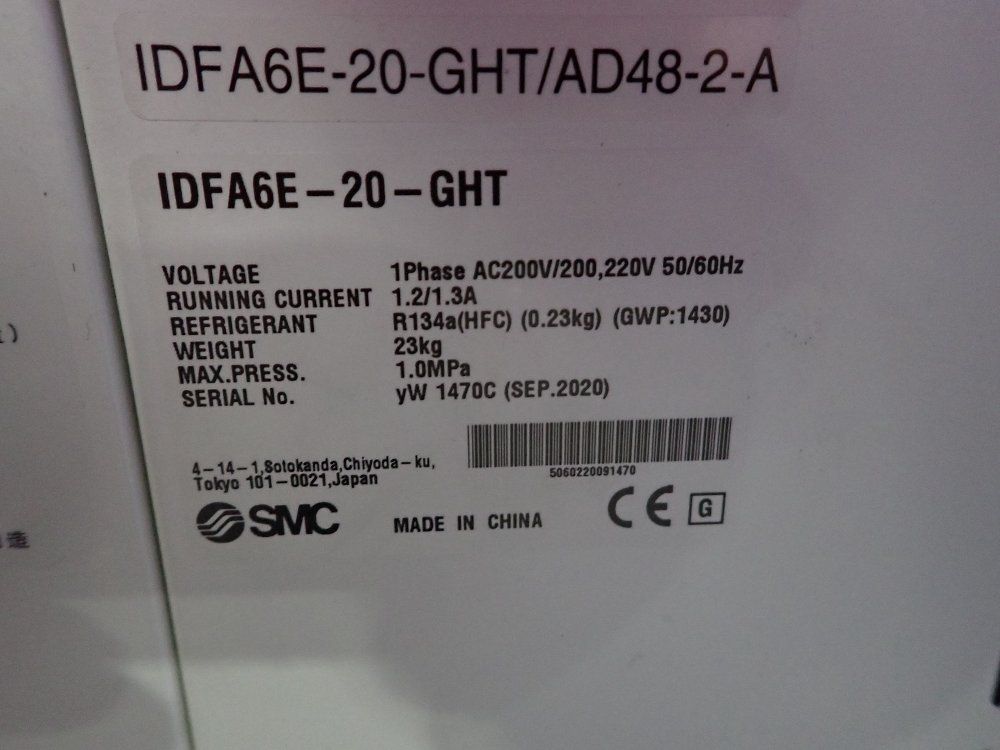 IDFA6E-20-GHT/AD48-2-A
IDFA6E-20-GHT
VOLTAGE 1Phase AC200V/200,220V 50/60Hz
RUNNING CURRENT 1.2/1.3A
REFRIGERANT R134a(HFC) (0.23kg) (GWP:1430)
WEIGHT 23kg
MAX.PRESS. 1.0MPa
SERIAL No. yW 1470C (SEP.2020)
5060220091470
4-14-1,Sotokanda,Chiyoda-ku,
Tokyo 101-0021,Japan
SMC MADE IN CHINA CE G
)
造